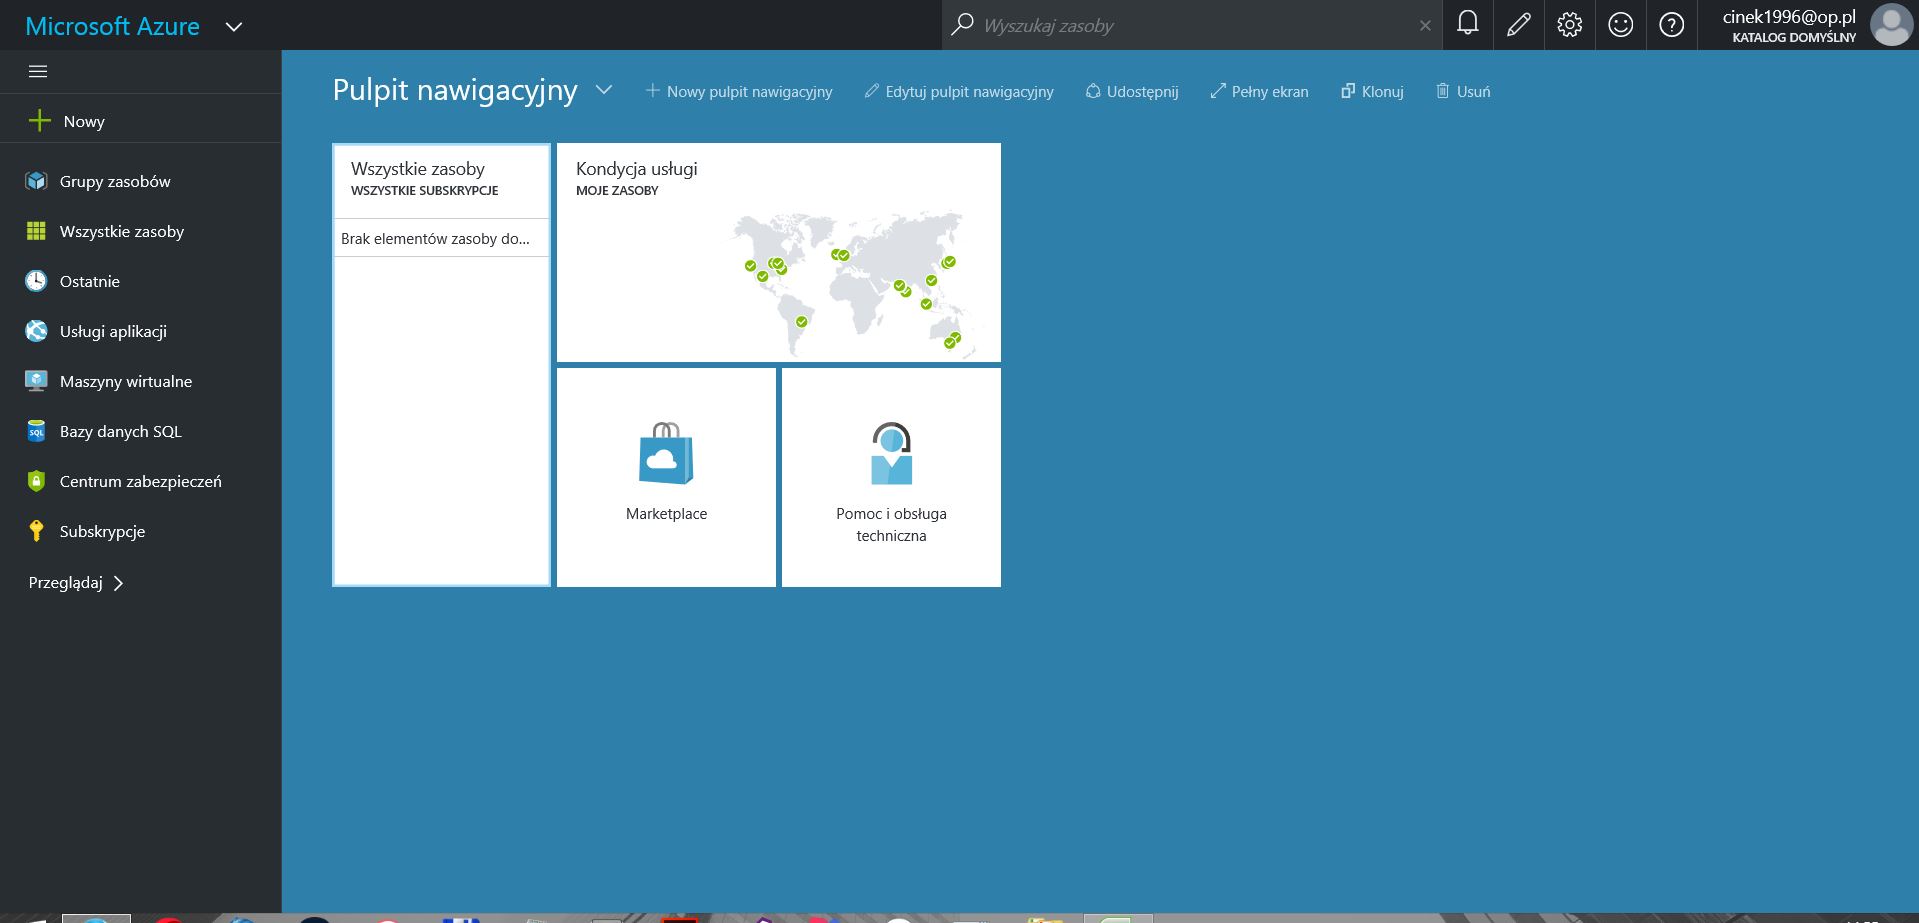 Microsoft Azure
Wyszukaj zasoby
cinek1996@op.pl
KATALOG DOMYŚLNY
Nowy
Grupy zasobów
Wszystkie zasoby
Ostatnie
Usługi aplikacji
Maszyny wirtualne
Bazy danych SQL
Centrum zabezpieczeń
Subskrypcje
Przeglądaj
Pulpit nawigacyjny
Nowy pulpit nawigacyjny
Edytuj pulpit nawigacyjny
Udostępnij
Pełny ekran
Klonuj
Usuń
Wszystkie zasoby
WSZYSTKIE SUBSKRYPCJE
Brak elementów zasoby do...
Kondycja usługi
MOJE ZASOBY
Marketplace
Pomoc i obsługa
techniczna